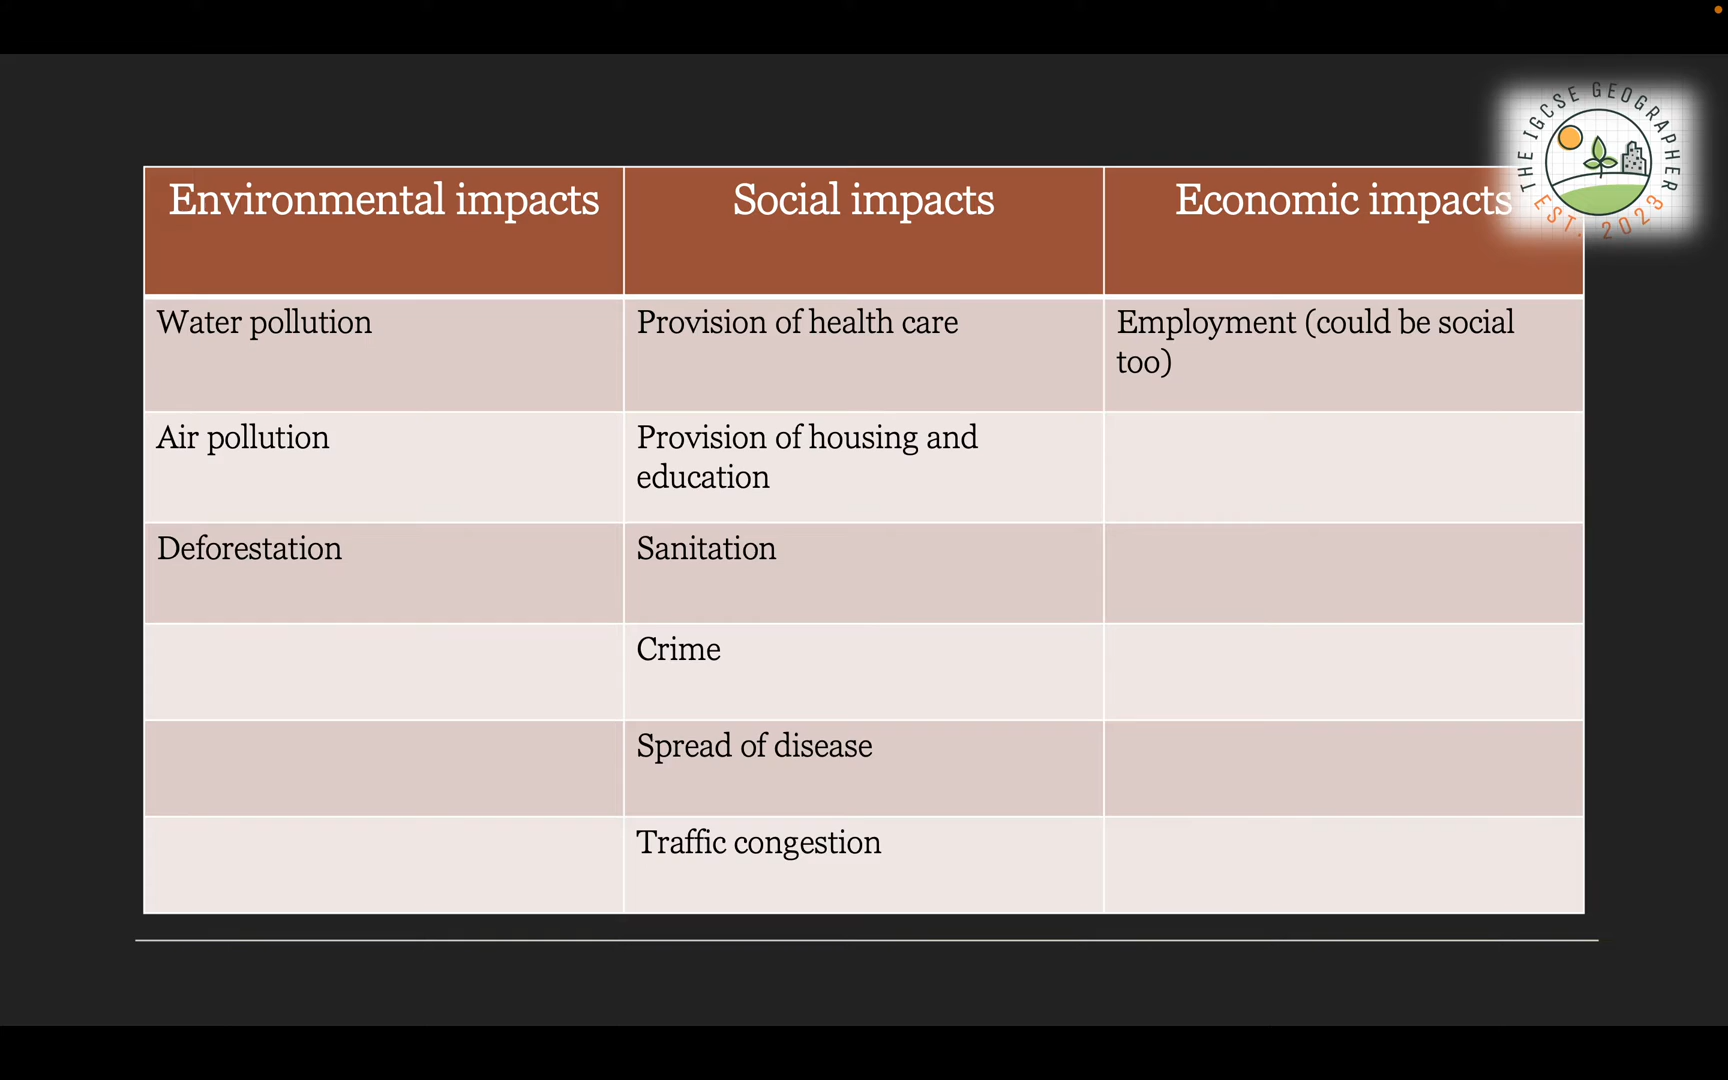 THE IGCSE GEOGRAPHER
EST. 2023
Environmental impacts
Social impacts
Economic impacts
Water pollution
Provision of health care
Employment (could be social
too)
Air pollution
Provision of housing and
education
Deforestation
Sanitation
Crime
Spread of disease
Traffic congestion